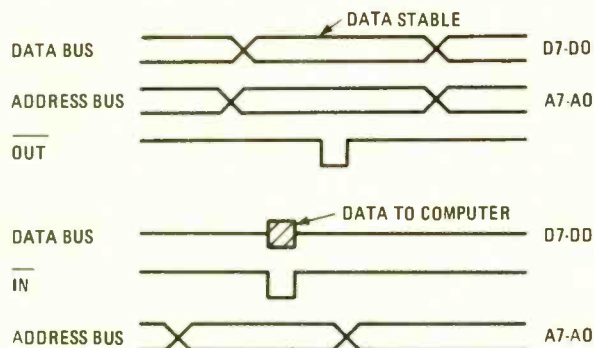 DATA STABLE
DATA BUS D7-D0
ADDRESS BUS A7-A0
OUT
DATA TO COMPUTER
DATA BUS D7-DD
IN
ADDRESS BUS A7-A0